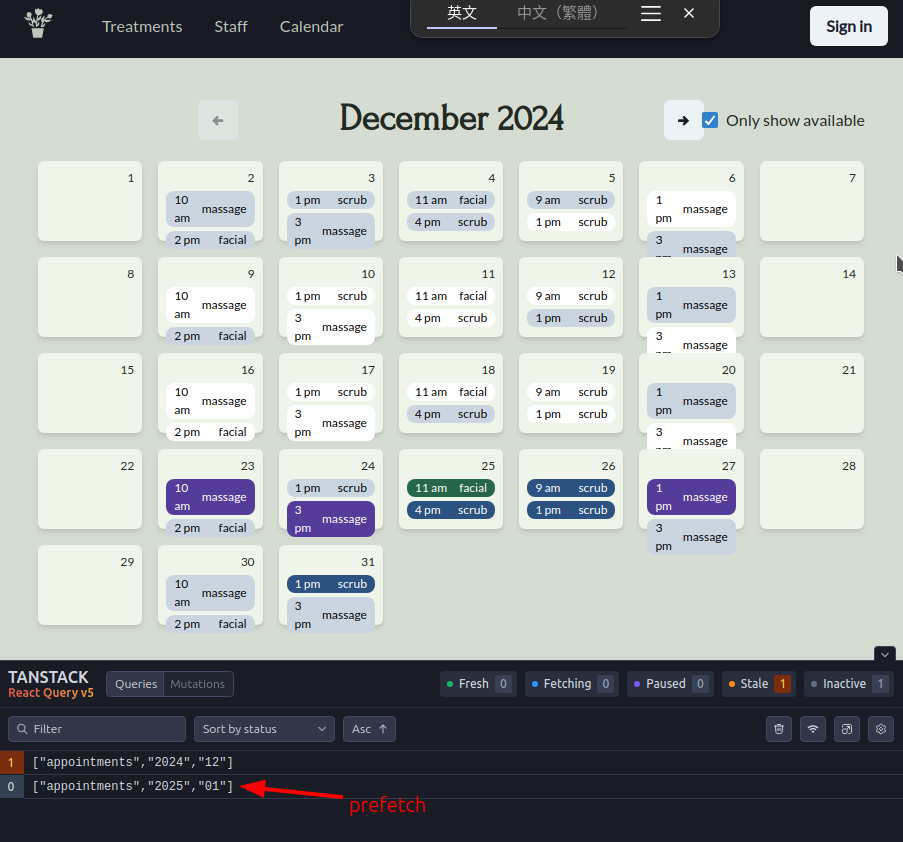 Appointments Staff Calendar
英文 中文（繁體）
Sign in
December 2024
Only show available
1 2 3 4 5 6 7
10 am massage
2 pm facial
1 pm scrub
3 pm massage
11 am facial
4 pm scrub
9 am scrub
1 pm scrub
1 pm massage
3 massage
8 9 10 11 12 13 14
10 am massage
2 pm facial
1 pm scrub
3 pm massage
11 am facial
4 pm scrub
9 am scrub
1 pm scrub
1 pm massage
3 massage
15 16 17 18 19 20 21
10 am massage
2 pm facial
1 pm scrub
3 pm massage
11 am facial
4 pm scrub
9 am scrub
1 pm scrub
1 pm massage
3 massage
22 23 24 25 26 27 28
10 am massage
2 pm facial
1 pm scrub
3 pm massage
11 am facial
4 pm scrub
9 am scrub
1 pm scrub
1 pm massage
3 pm massage
29 30 31
10 am massage
2 pm facial
1 pm scrub
3 pm massage
TANSTACK
React Query v5
Queries Mutations
Fresh 0 Fetching 0 Paused 0 Stale 1 Inactive 1
Filter Sort by status Asc ↑
1 ["appointments","2024","12"]
0 ["appointments","2025","01"]
prefetch